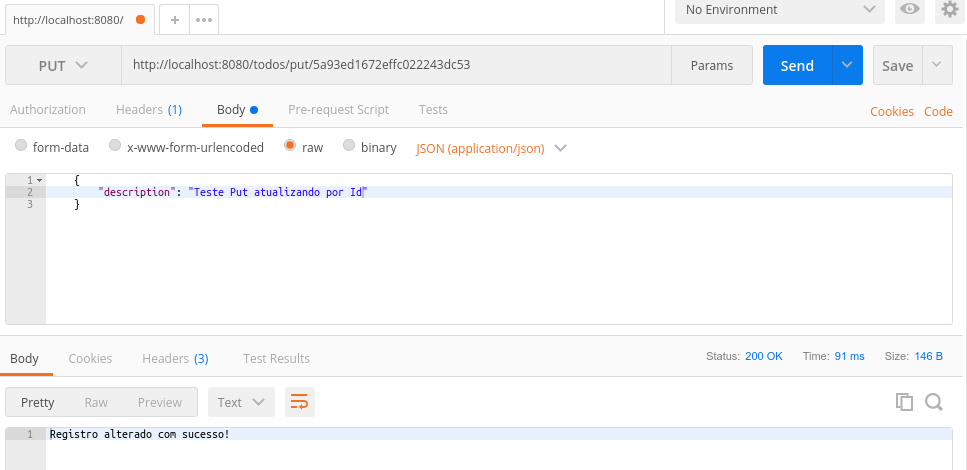 http://localhost:8080/ + •••
No Environment
PUT http://localhost:8080/todos/put/5a93ed1672effc022243dc53 Params Send Save
Authorization Headers (1) Body Pre-request Script Tests Cookies Code
form-data x-www-form-urlencoded raw binary JSON (application/json)
1 {
2 "description": "Teste Put atualizando por Id"
3 }
Body Cookies Headers (3) Test Results Status: 200 OK Time: 91 ms Size: 146 B
Pretty Raw Preview Text
1 Registro alterado com sucesso!